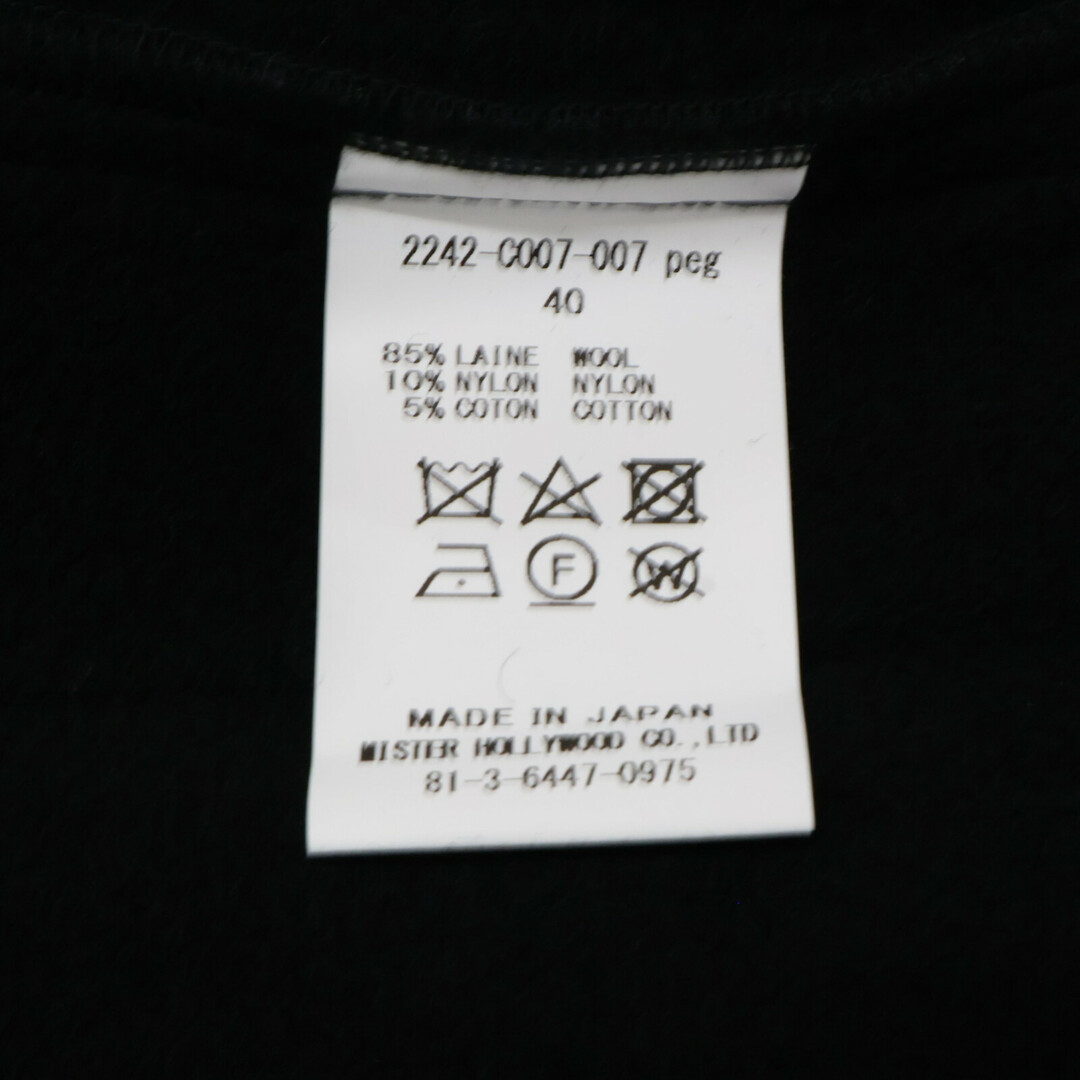 2242-C007-007 peg
40
85% LAINE WOOL
10% NYLON NYLON
5% COTON COTTON
F W
MADE IN JAPAN
MISTER HOLLYWOOD CO.,LTD
81-3-6447-0975